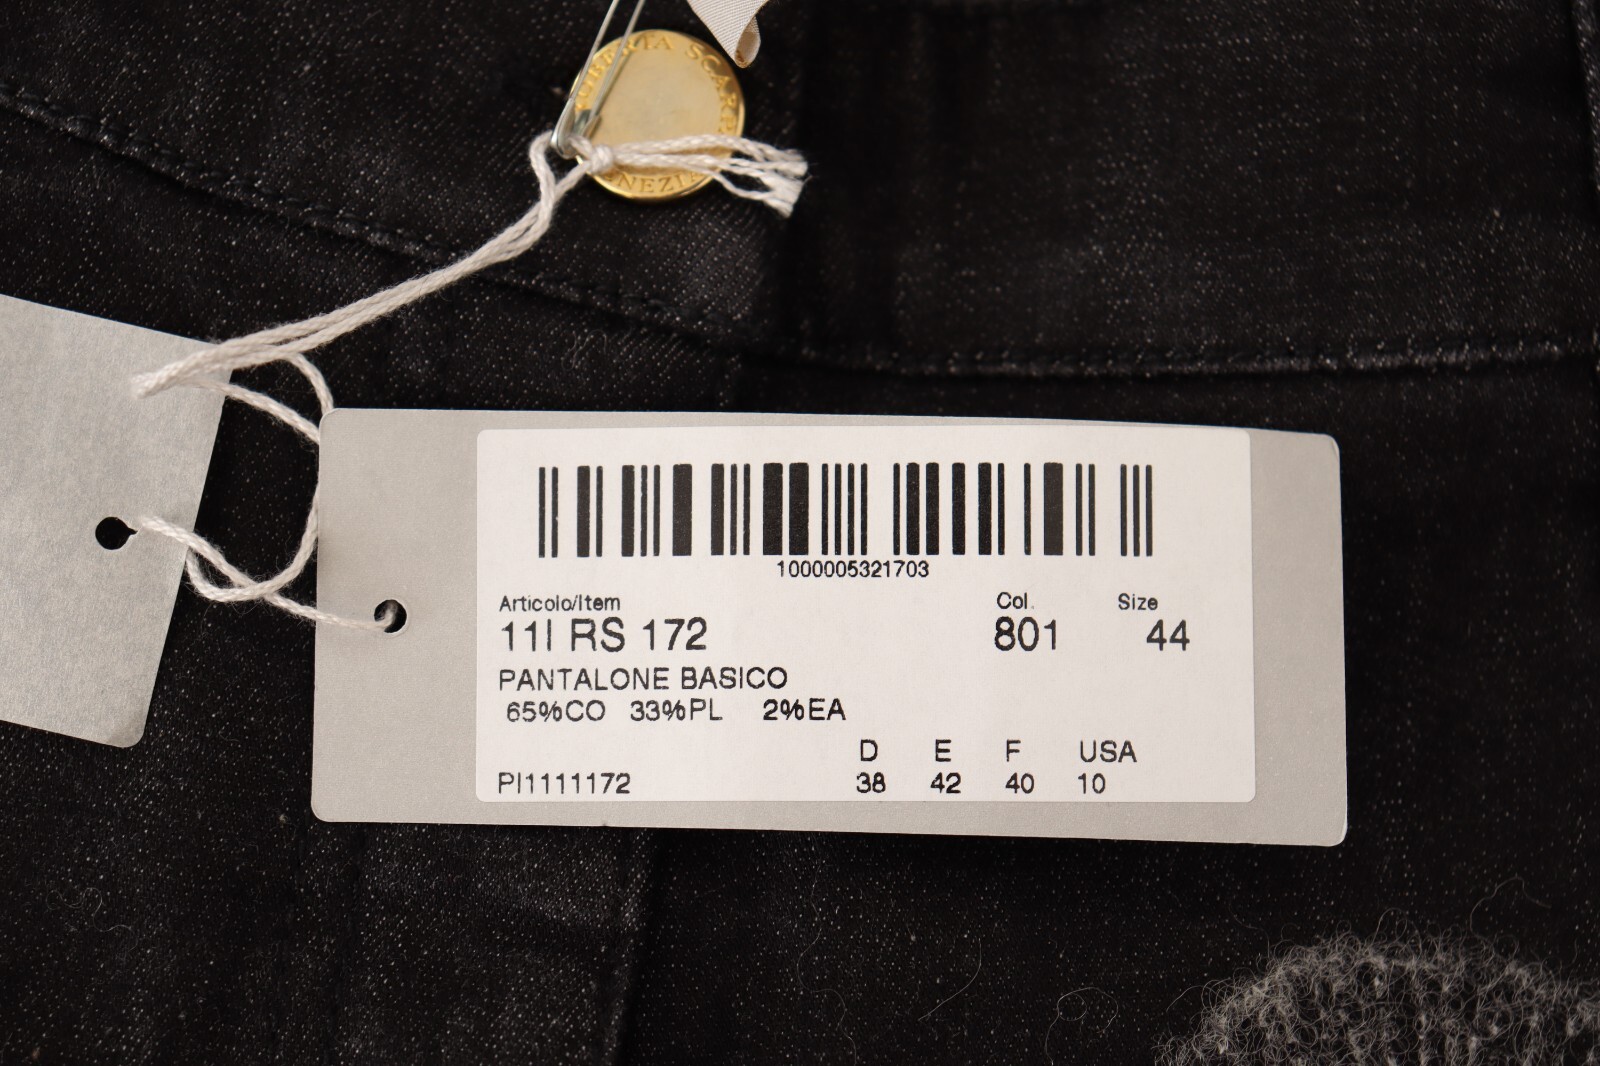 VENEZIA
1000005321703
Articolo/Item Col. Size
11I RS 172 801 44
PANTALONE BASICO
65%CO 33%PL 2%EA
D E F USA
PI1111172 38 42 40 10